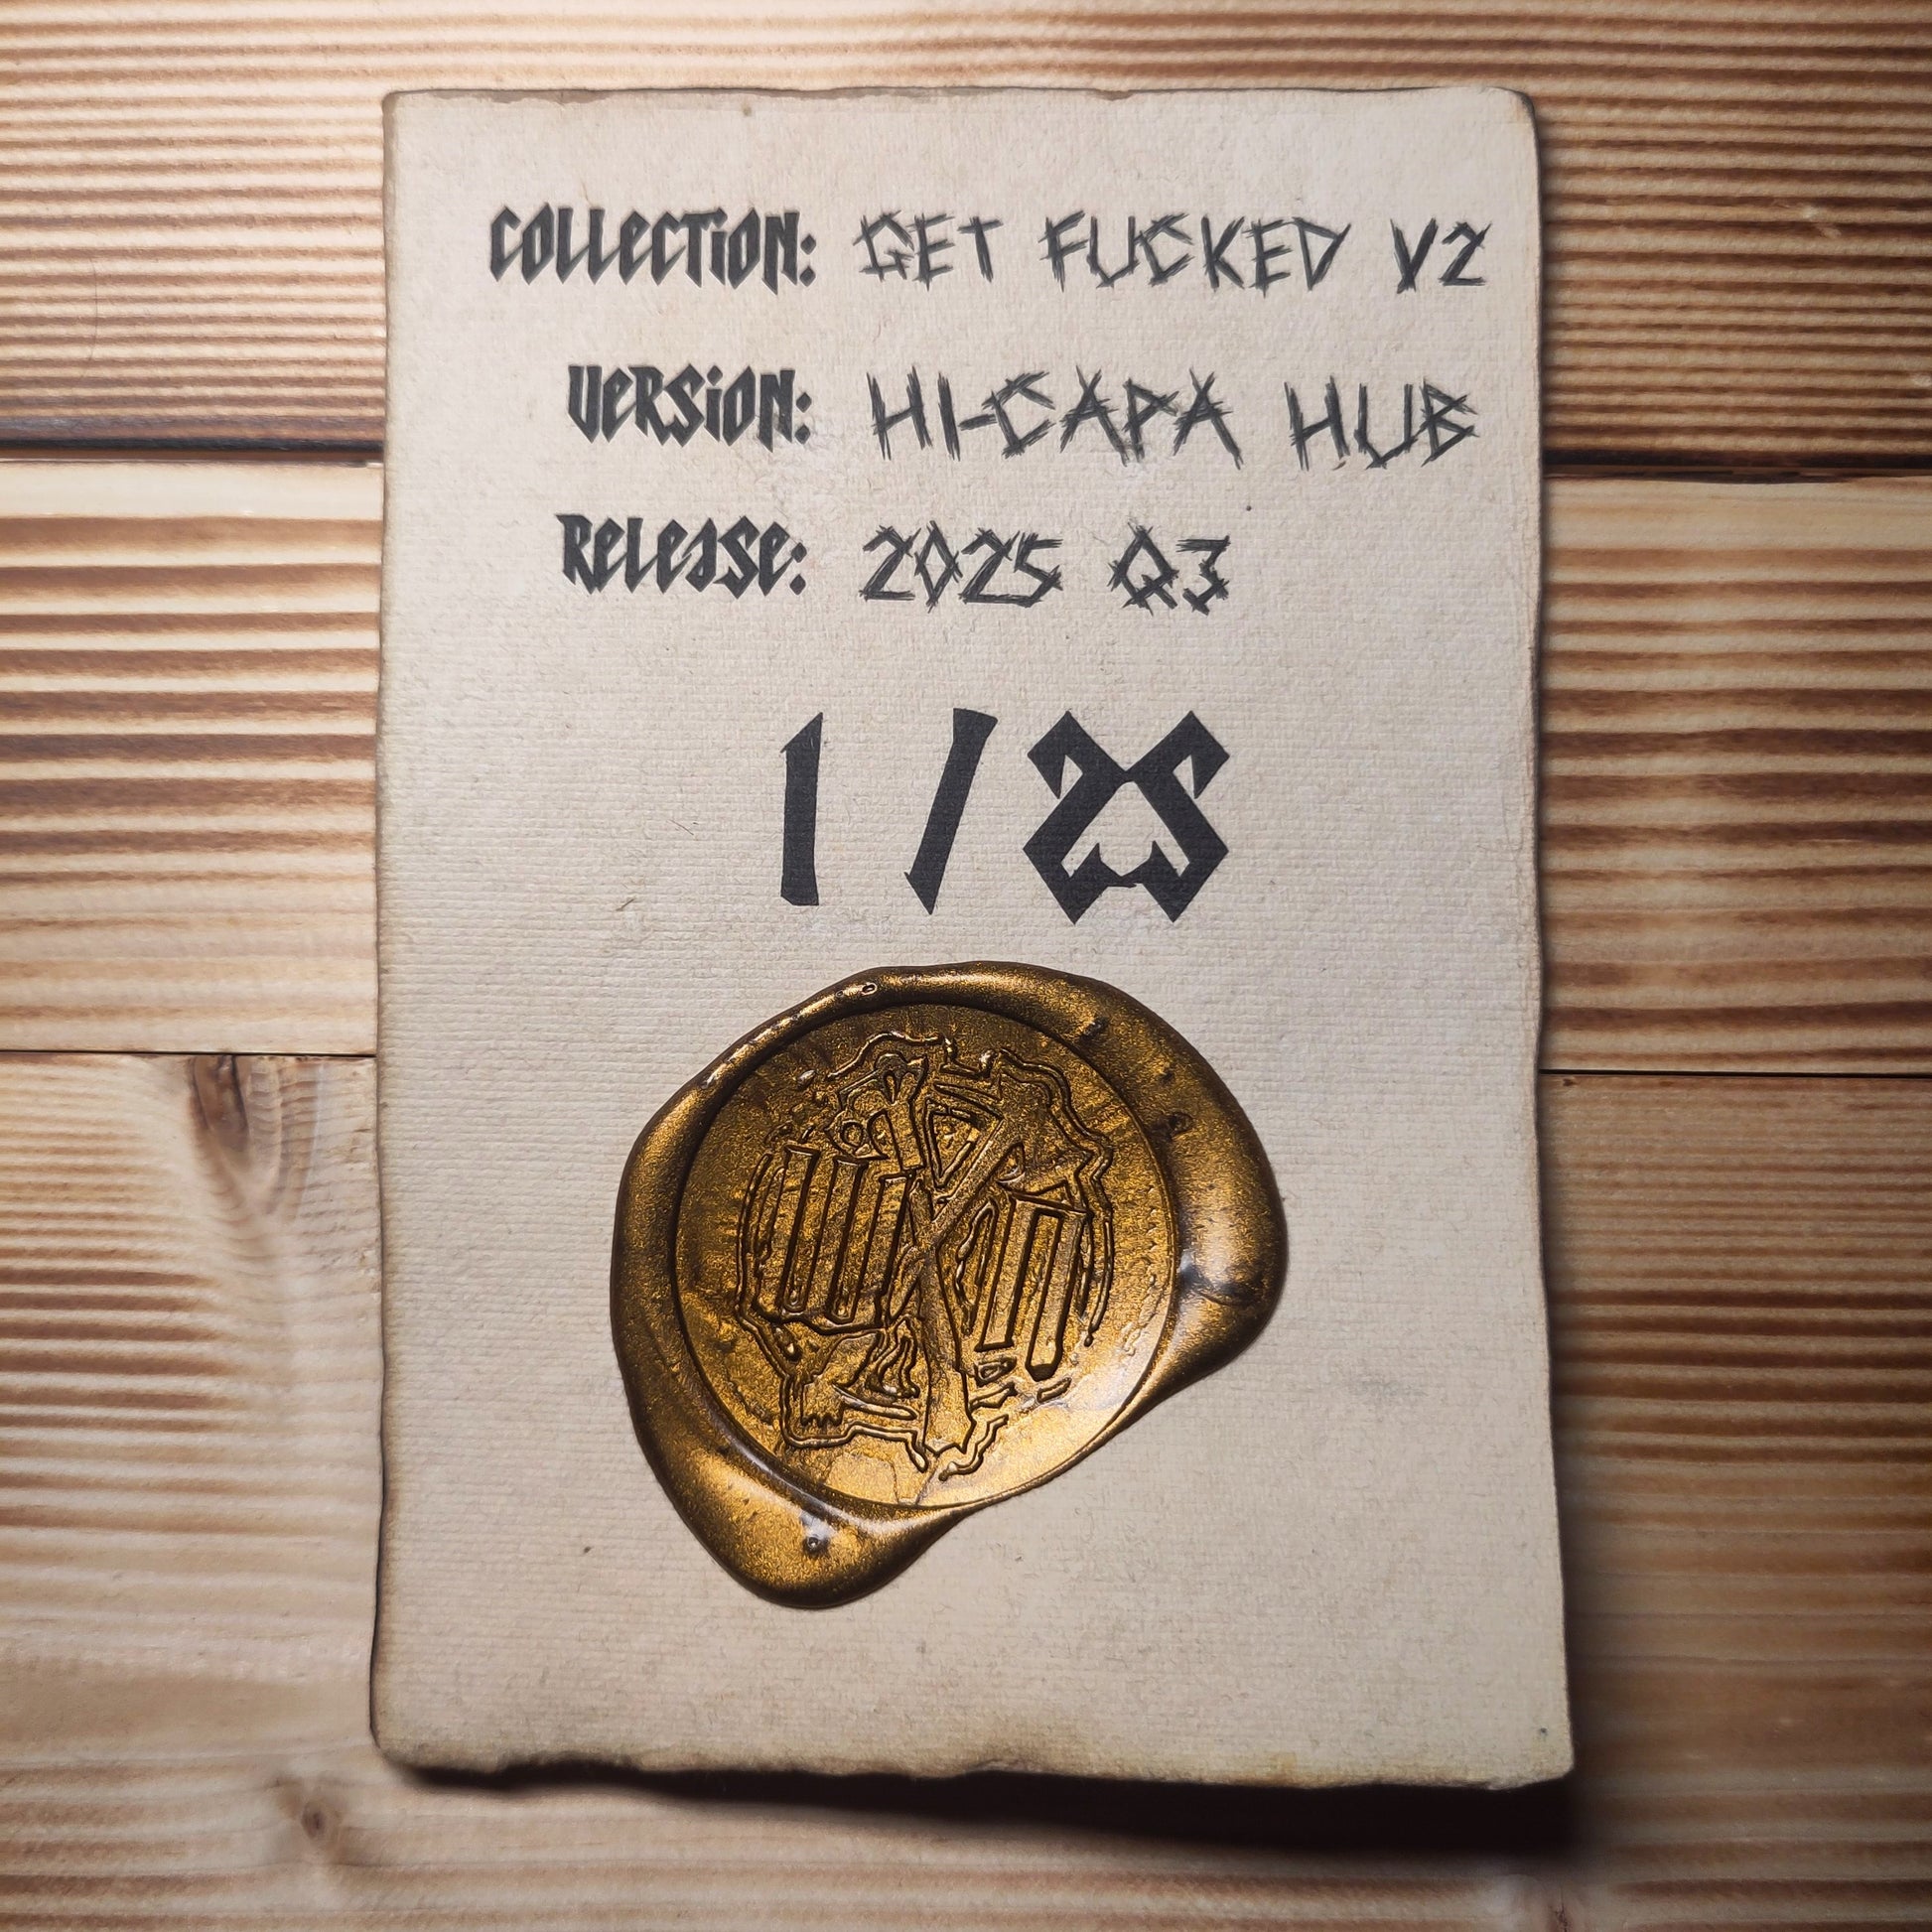 COLLECTION: GET FUCKED V2
VERSION: HI-CAPA HUB
RELEASE: 2025 Q3
1/25